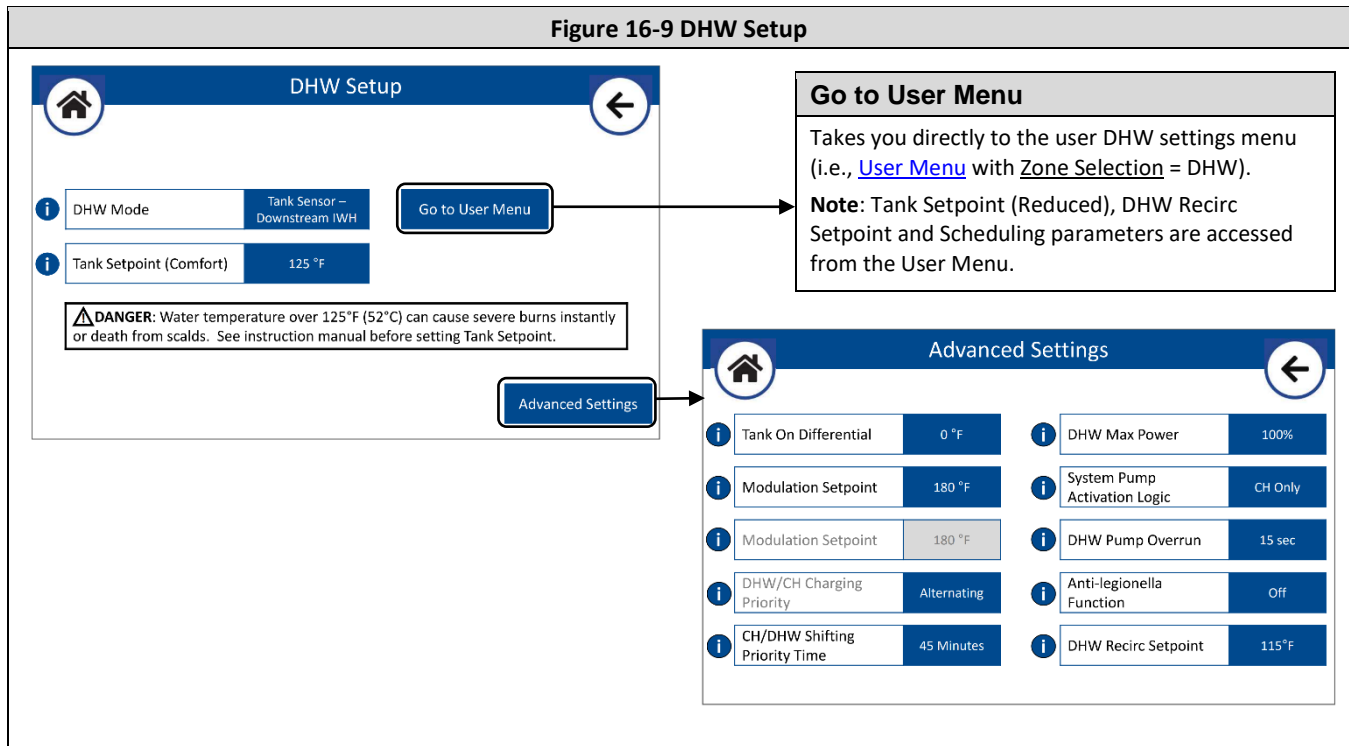 Figure 16-9 DHW Setup
DHW Setup
DHW Mode
Tank Sensor –
Downstream IWH
Go to User Menu
Tank Setpoint (Comfort)
125 °F
DANGER: Water temperature over 125°F (52°C) can cause severe burns instantly
or death from scalds. See instruction manual before setting Tank Setpoint.
Advanced Settings
Go to User Menu
Takes you directly to the user DHW settings menu
(i.e., User Menu with Zone Selection = DHW).
Note: Tank Setpoint (Reduced), DHW Recirc
Setpoint and Scheduling parameters are accessed
from the User Menu.
Advanced Settings
Tank On Differential
0 °F
Modulation Setpoint
180 °F
Modulation Setpoint
180 °F
DHW/CH Charging
Priority
Alternating
CH/DHW Shifting
Priority Time
45 Minutes
DHW Max Power
100%
System Pump
Activation Logic
CH Only
DHW Pump Overrun
15 sec
Anti-legionella
Function
Off
DHW Recirc Setpoint
115°F